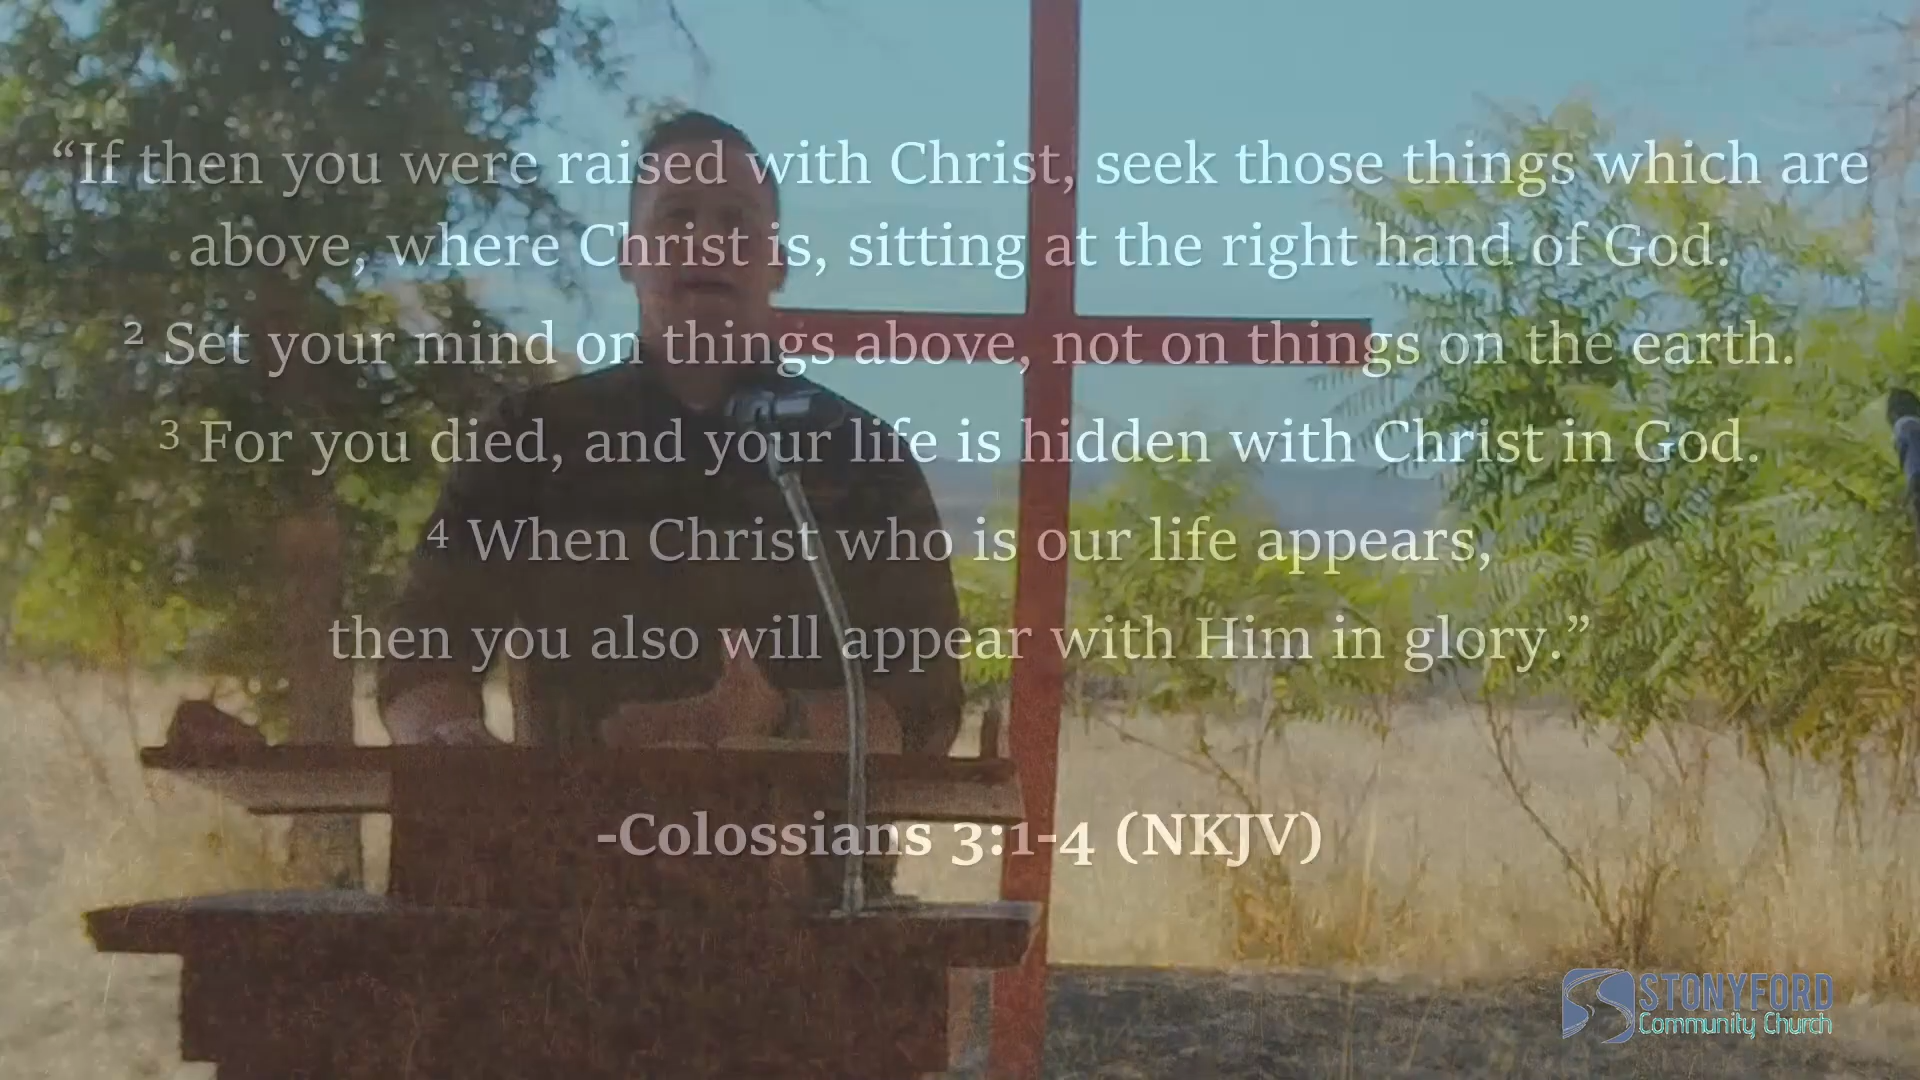 “If then you were raised with Christ, seek those things which are
above, where Christ is, sitting at the right hand of God.
² Set your mind on things above, not on things on the earth.
³ For you died, and your life is hidden with Christ in God.
⁴ When Christ who is our life appears,
then you also will appear with Him in glory.”
-Colossians 3:1-4 (NKJV)
STONYFORD
Community Church